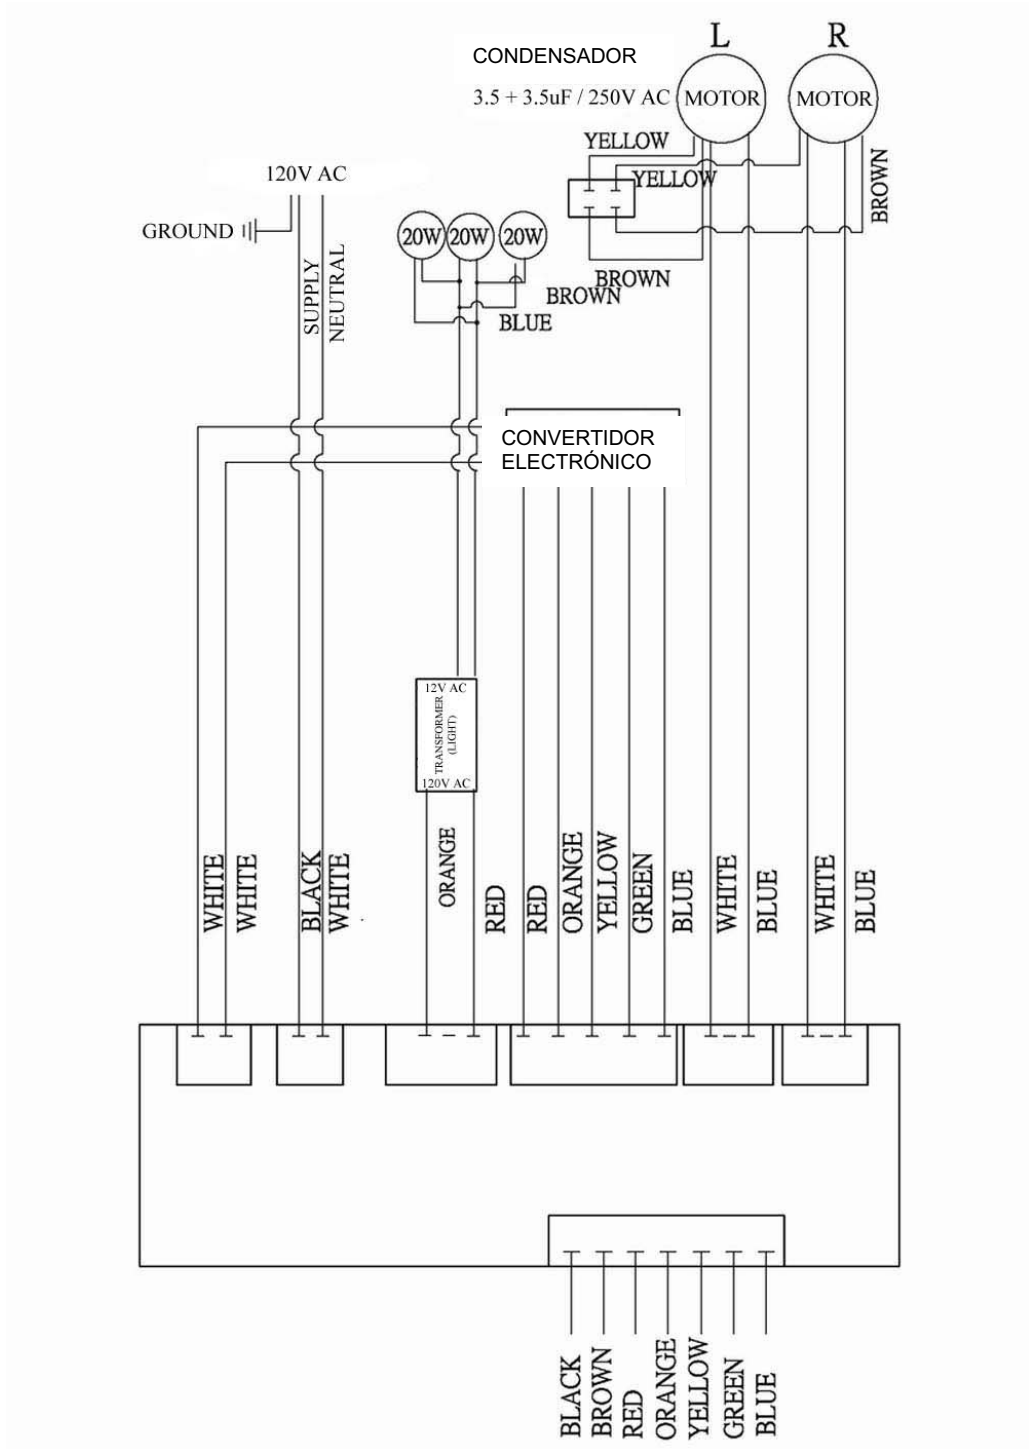 L
R
CONDENSADOR
3.5 + 3.5uF / 250V AC
MOTOR
MOTOR
YELLOW
YELLOW
BROWN
120V AC
GROUND
SUPPLY
NEUTRAL
20W
20W
20W
BROWN
BROWN
BLUE
CONVERTIDOR
ELECTRÓNICO
12V AC
TRANSFORMER
(LIGHT)
120V AC
WHITE
WHITE
BLACK
WHITE
ORANGE
RED
RED
ORANGE
YELLOW
GREEN
BLUE
WHITE
BLUE
WHITE
BLUE
BLACK
BROWN
RED
ORANGE
YELLOW
GREEN
BLUE